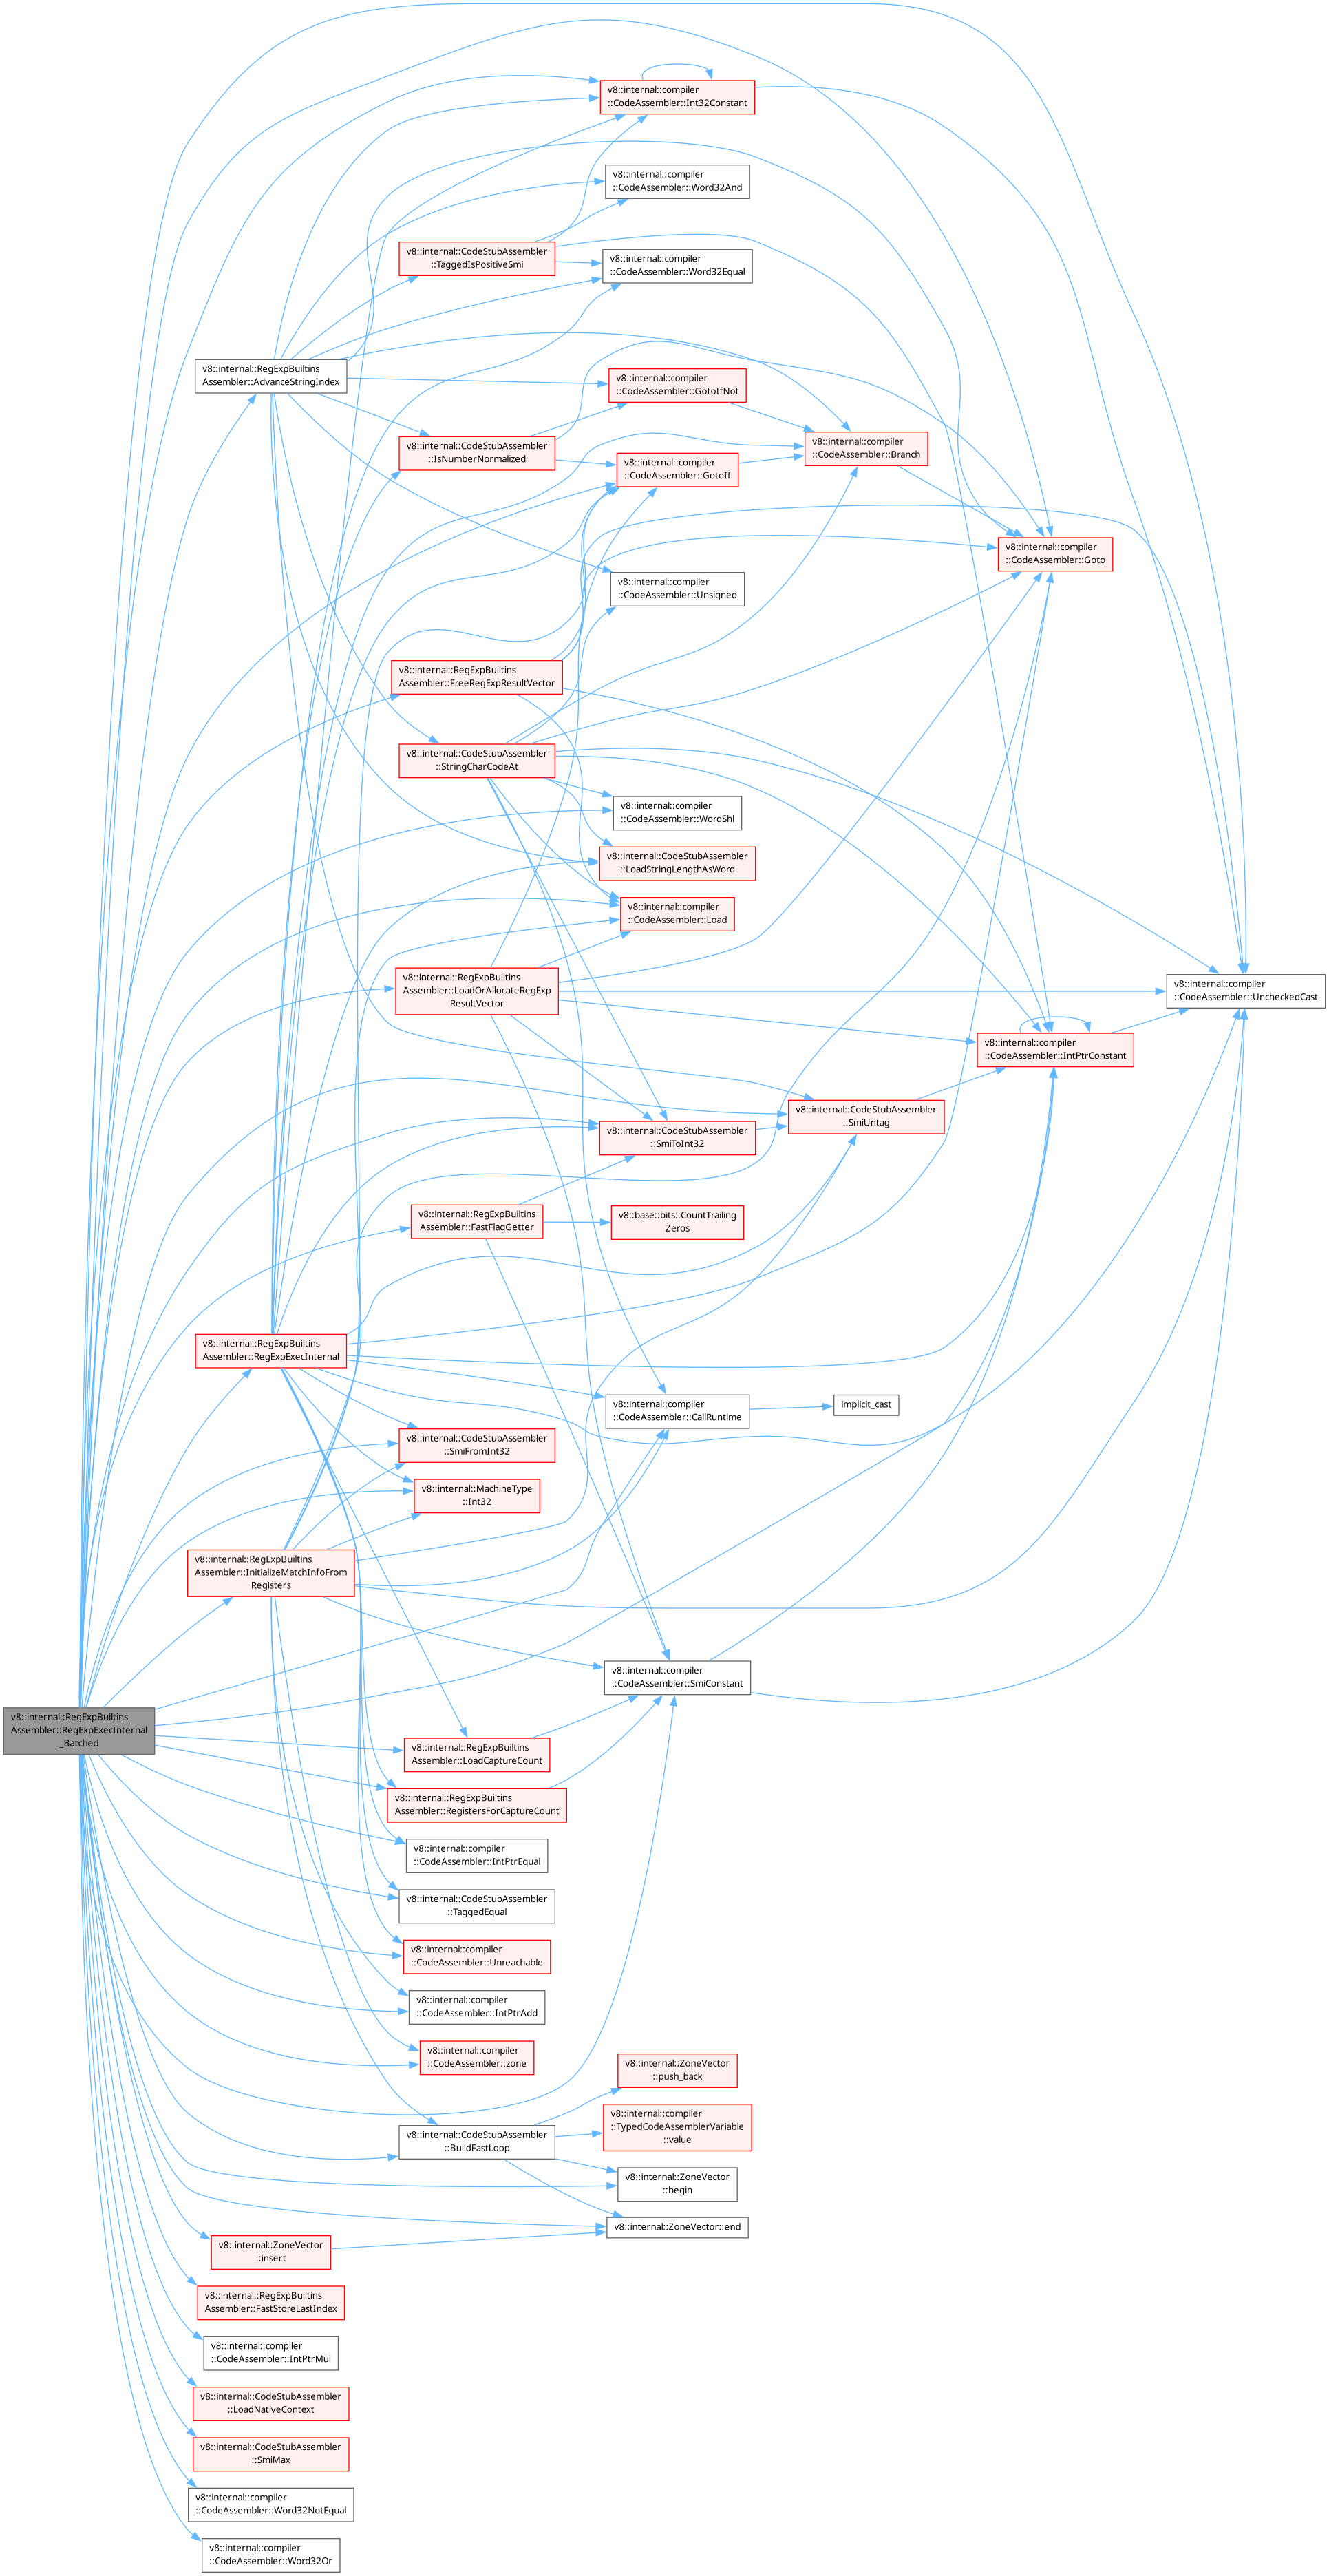 v8::internal::compiler
::CodeAssembler::Int32Constant
v8::internal::compiler
::CodeAssembler::Word32And
v8::internal::CodeStubAssembler
::TaggedIsPositiveSmi
v8::internal::compiler
::CodeAssembler::Word32Equal
v8::internal::RegExpBuiltins
Assembler::AdvanceStringIndex
v8::internal::compiler
::CodeAssembler::GotoIfNot
v8::internal::CodeStubAssembler
::IsNumberNormalized
v8::internal::compiler
::CodeAssembler::Branch
v8::internal::compiler
::CodeAssembler::GotoIf
v8::internal::compiler
::CodeAssembler::Goto
v8::internal::compiler
::CodeAssembler::Unsigned
v8::internal::RegExpBuiltins
Assembler::FreeRegExpResultVector
v8::internal::CodeStubAssembler
::StringCharCodeAt
v8::internal::compiler
::CodeAssembler::WordShl
v8::internal::CodeStubAssembler
::LoadStringLengthAsWord
v8::internal::compiler
::CodeAssembler::Load
v8::internal::RegExpBuiltins
Assembler::LoadOrAllocateRegExp
ResultVector
v8::internal::compiler
::CodeAssembler::UncheckedCast
v8::internal::compiler
::CodeAssembler::IntPtrConstant
v8::internal::CodeStubAssembler
::SmiUntag
v8::internal::CodeStubAssembler
::SmiToInt32
v8::internal::RegExpBuiltins
Assembler::FastFlagGetter
v8::base::bits::CountTrailing
Zeros
v8::internal::RegExpBuiltins
Assembler::RegExpExecInternal
v8::internal::compiler
::CodeAssembler::CallRuntime
implicit_cast
v8::internal::CodeStubAssembler
::SmiFromInt32
v8::internal::MachineType
::Int32
v8::internal::RegExpBuiltins
Assembler::InitializeMatchInfoFrom
Registers
v8::internal::compiler
::CodeAssembler::SmiConstant
v8::internal::RegExpBuiltins
Assembler::RegExpExecInternal
_Batched
v8::internal::RegExpBuiltins
Assembler::LoadCaptureCount
v8::internal::RegExpBuiltins
Assembler::RegistersForCaptureCount
v8::internal::compiler
::CodeAssembler::IntPtrEqual
v8::internal::CodeStubAssembler
::TaggedEqual
v8::internal::compiler
::CodeAssembler::Unreachable
v8::internal::compiler
::CodeAssembler::IntPtrAdd
v8::internal::compiler
::CodeAssembler::zone
v8::internal::ZoneVector
::push_back
v8::internal::CodeStubAssembler
::BuildFastLoop
v8::internal::compiler
::TypedCodeAssemblerVariable
::value
v8::internal::ZoneVector
::begin
v8::internal::ZoneVector::end
v8::internal::ZoneVector
::insert
v8::internal::RegExpBuiltins
Assembler::FastStoreLastIndex
v8::internal::compiler
::CodeAssembler::IntPtrMul
v8::internal::CodeStubAssembler
::LoadNativeContext
v8::internal::CodeStubAssembler
::SmiMax
v8::internal::compiler
::CodeAssembler::Word32NotEqual
v8::internal::compiler
::CodeAssembler::Word32Or